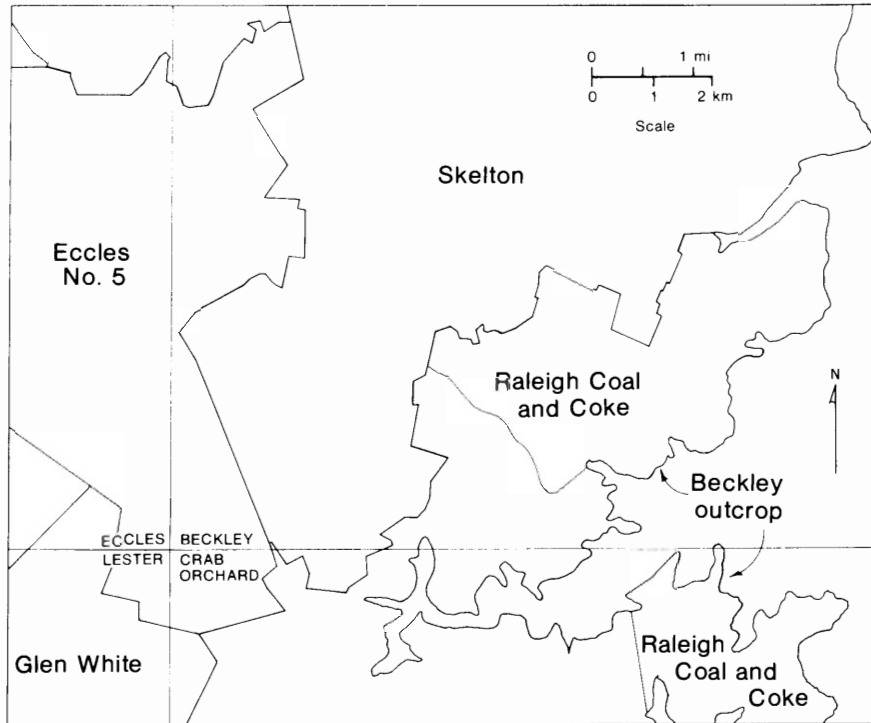 0 1 mi
0 1 2 km
Scale
Skelton
Eccles
No. 5
N
Raleigh Coal
and Coke
Beckley
outcrop
ECCLES BECKLEY
LESTER CRAB
ORCHARD
Glen White
Raleigh
Coal and
Coke